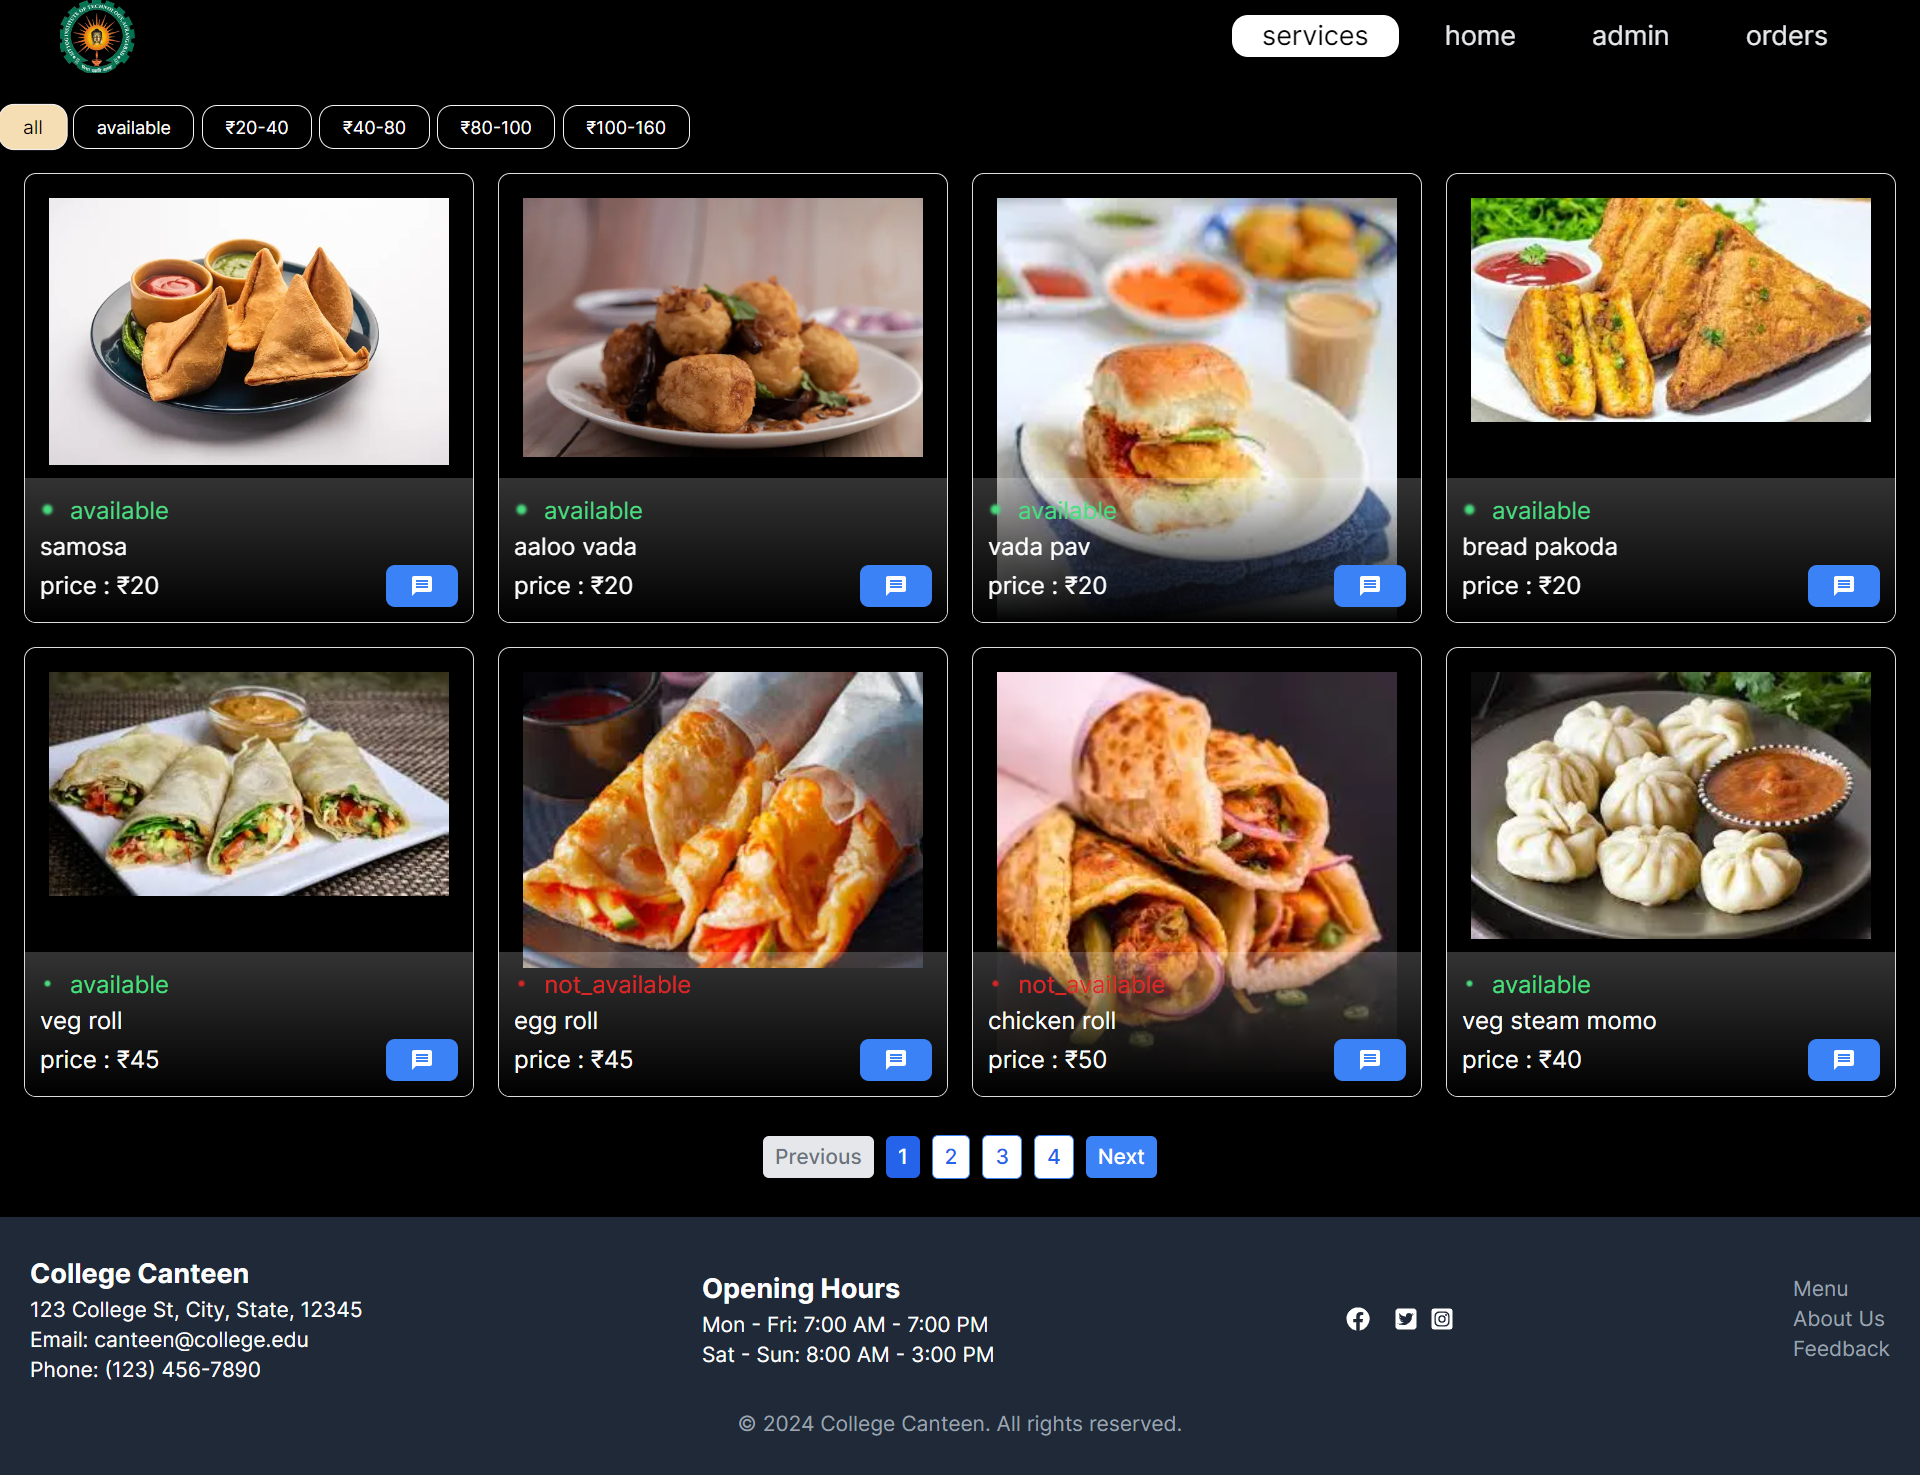 services home admin orders
all available ₹20-40 ₹40-80 ₹80-100 ₹100-160
available
samosa
price : ₹20
available
aaloo vada
price : ₹20
available
vada pav
price : ₹20
available
bread pakoda
price : ₹20
available
veg roll
price : ₹45
not_available
egg roll
price : ₹45
not_available
chicken roll
price : ₹50
available
veg steam momo
price : ₹40
Previous 1 2 3 4 Next
College Canteen
123 College St, City, State, 12345
Email: canteen@college.edu
Phone: (123) 456-7890
Opening Hours
Mon - Fri: 7:00 AM - 7:00 PM
Sat - Sun: 8:00 AM - 3:00 PM
Menu
About Us
Feedback
© 2024 College Canteen. All rights reserved.